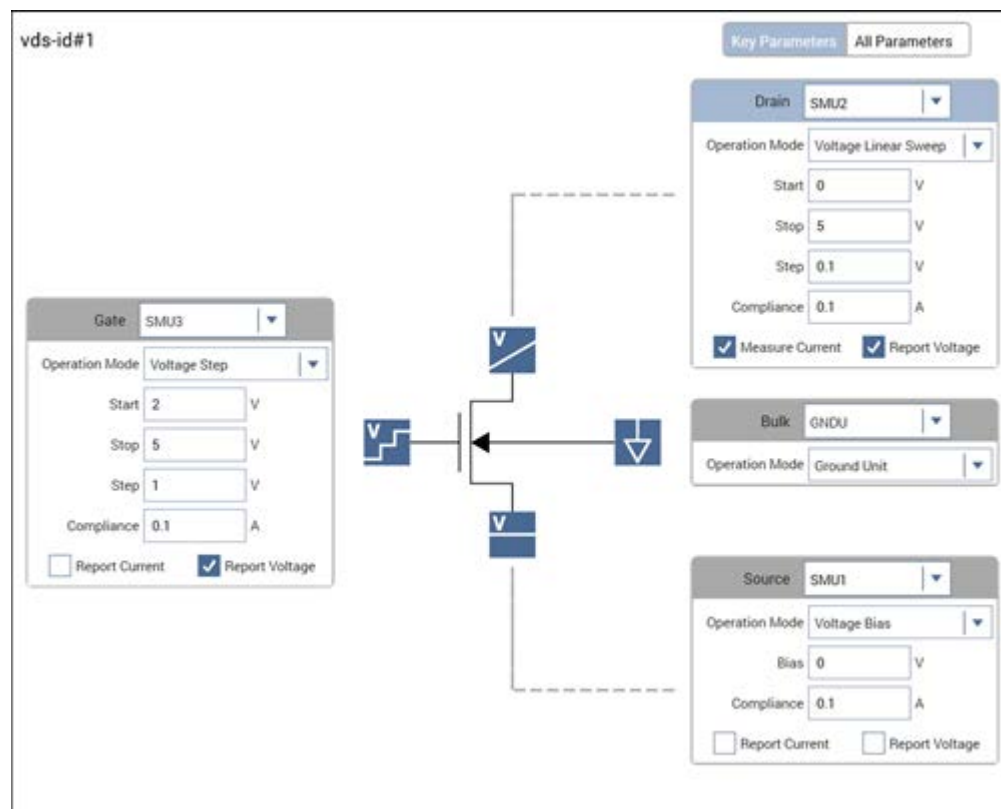 vds-id#1
Key Parameters All Parameters
Drain SMU2
Operation Mode Voltage Linear Sweep
Start 0 V
Stop 5 V
Step 0.1 V
Compliance 0.1 A
Measure Current Report Voltage
Gate SMU3
Operation Mode Voltage Step
Start 2 V
Stop 5 V
Step 1 V
Compliance 0.1 A
Report Current Report Voltage
V
V
V
Bulk GNDU
Operation Mode Ground Unit
Source SMU1
Operation Mode Voltage Bias
Bias 0 V
Compliance 0.1 A
Report Current Report Voltage